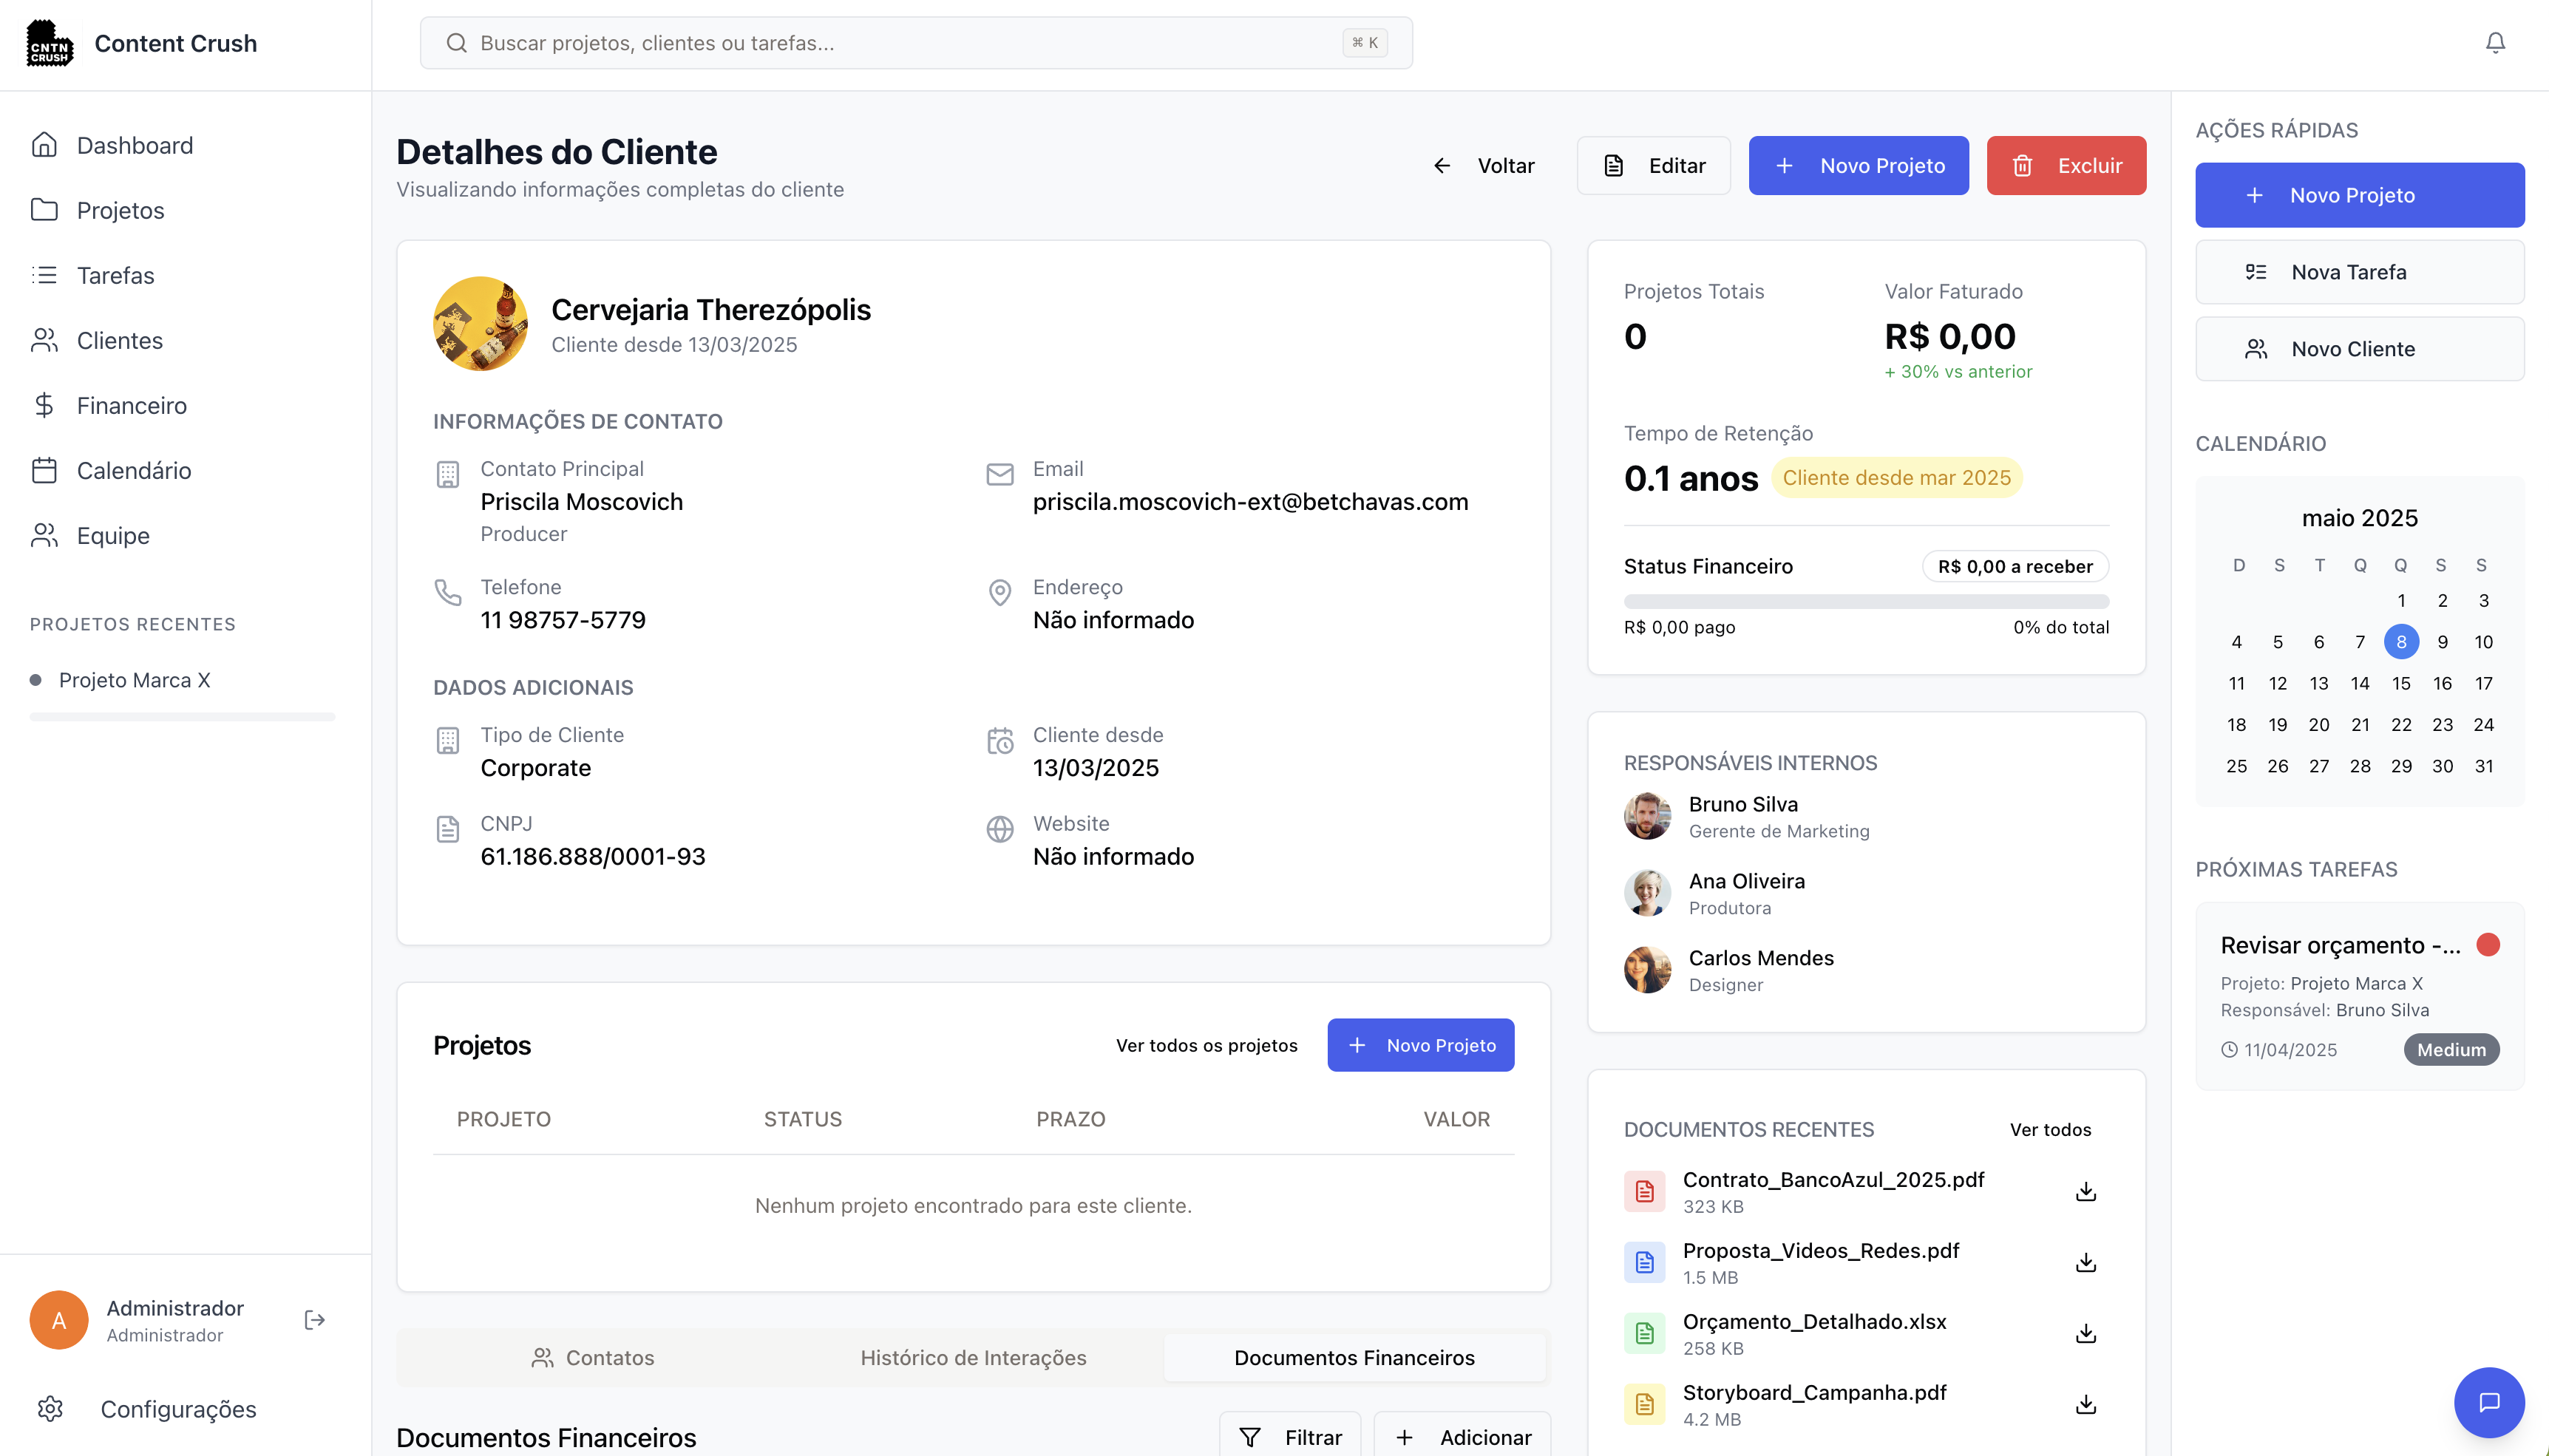 CNTN
CRUSH
Content Crush
Buscar projetos, clientes ou tarefas...
⌘ K
Dashboard
Projetos
Tarefas
Clientes
Financeiro
Calendário
Equipe
PROJETOS RECENTES
Projeto Marca X
A
Administrador
Administrador
Configurações
Detalhes do Cliente
Visualizando informações completas do cliente
Voltar
Editar
Novo Projeto
Excluir
Cervejaria Therezópolis
Cliente desde 13/03/2025
INFORMAÇÕES DE CONTATO
Contato Principal
Priscila Moscovich
Producer
Email
priscila.moscovich-ext@betchavas.com
Telefone
11 98757-5779
Endereço
Não informado
DADOS ADICIONAIS
Tipo de Cliente
Corporate
Cliente desde
13/03/2025
CNPJ
61.186.888/0001-93
Website
Não informado
Projetos
Ver todos os projetos
Novo Projeto
PROJETO STATUS PRAZO VALOR
Nenhum projeto encontrado para este cliente.
Contatos
Histórico de Interações
Documentos Financeiros
Documentos Financeiros
Filtrar
Adicionar
Projetos Totais
0
Valor Faturado
R$ 0,00
+ 30% vs anterior
Tempo de Retenção
0.1 anos
Cliente desde mar 2025
Status Financeiro
R$ 0,00 a receber
R$ 0,00 pago
0% do total
RESPONSÁVEIS INTERNOS
Bruno Silva
Gerente de Marketing
Ana Oliveira
Produtora
Carlos Mendes
Designer
DOCUMENTOS RECENTES
Ver todos
Contrato_BancoAzul_2025.pdf
323 KB
Proposta_Videos_Redes.pdf
1.5 MB
Orçamento_Detalhado.xlsx
258 KB
Storyboard_Campanha.pdf
4.2 MB
AÇÕES RÁPIDAS
Novo Projeto
Nova Tarefa
Novo Cliente
CALENDÁRIO
maio 2025
D S T Q Q S S
1 2 3
4 5 6 7 8 9 10
11 12 13 14 15 16 17
18 19 20 21 22 23 24
25 26 27 28 29 30 31
PRÓXIMAS TAREFAS
Revisar orçamento -...
Projeto: Projeto Marca X
Responsável: Bruno Silva
11/04/2025
Medium